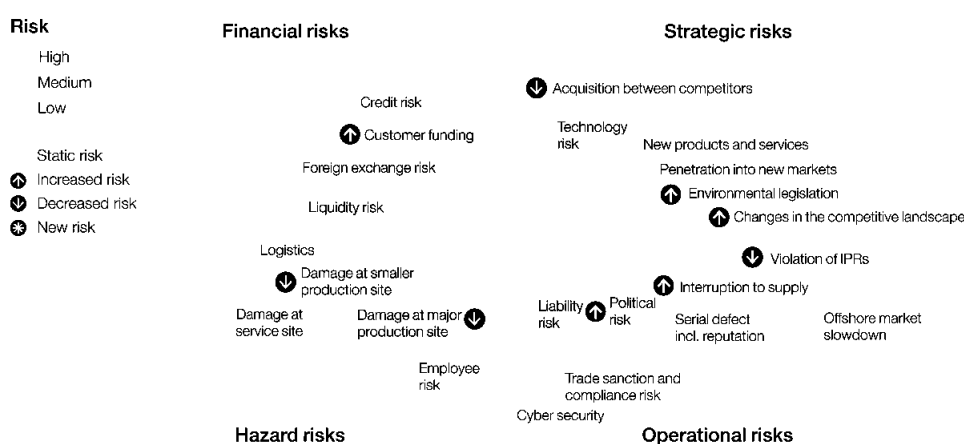 Risk
High
Medium
Low
Static risk
Increased risk
Decreased risk
New risk
Financial risks
Strategic risks
Credit risk
Customer funding
Foreign exchange risk
Liquidity risk
Acquisition between competitors
Technology
risk
New products and services
Penetration into new markets
Environmental legislation
Changes in the competitive landscape
Logistics
Damage at smaller
production site
Damage at
service site
Damage at major
production site
Employee
risk
Violation of IPRs
Interruption to supply
Liability
risk
Political
risk
Serial defect
incl. reputation
Offshore market
slowdown
Trade sanction and
compliance risk
Cyber security
Hazard risks
Operational risks